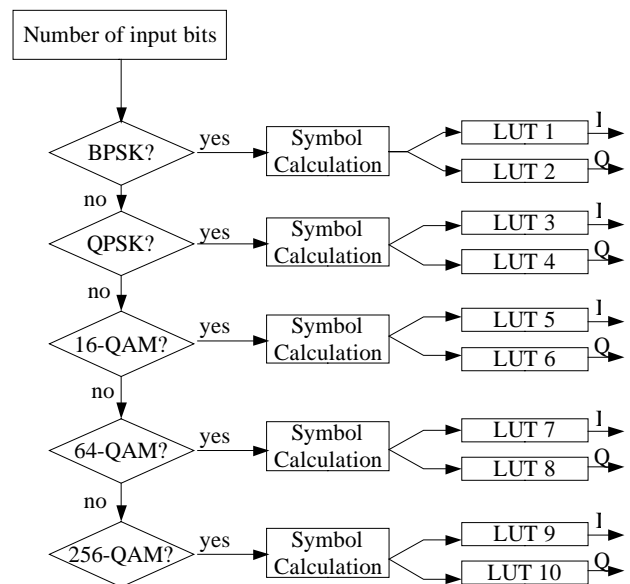 Number of input bits
BPSK?
yes
Symbol
Calculation
LUT 1
I
LUT 2
Q
no
QPSK?
yes
Symbol
Calculation
LUT 3
I
LUT 4
Q
no
16-QAM?
yes
Symbol
Calculation
LUT 5
I
LUT 6
Q
no
64-QAM?
yes
Symbol
Calculation
LUT 7
I
LUT 8
Q
no
256-QAM?
yes
Symbol
Calculation
LUT 9
I
LUT 10
Q